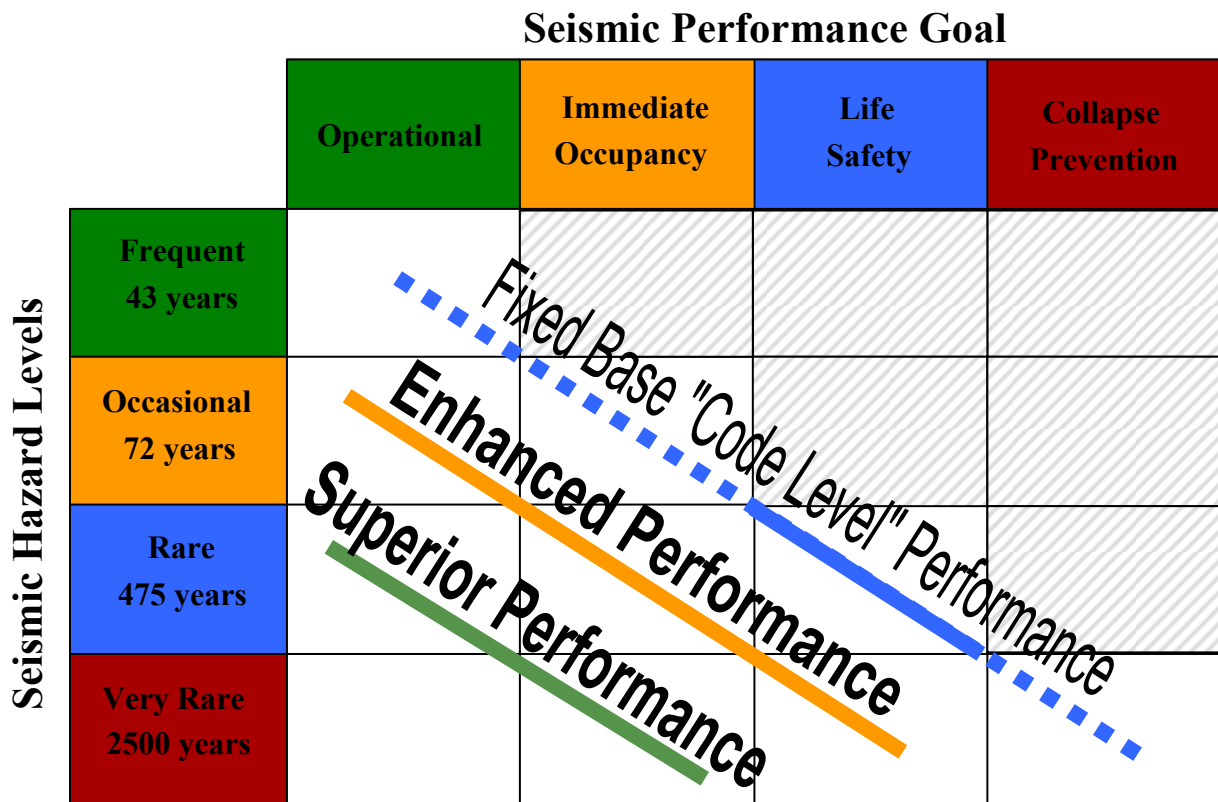 Seismic Performance Goal
Operational
Immediate
Occupancy
Life
Safety
Collapse
Prevention
Seismic Hazard Levels
Frequent
43 years
Occasional
72 years
Rare
475 years
Very Rare
2500 years
Fixed Base "Code Level" Performance
Enhanced Performance
Superior Performance